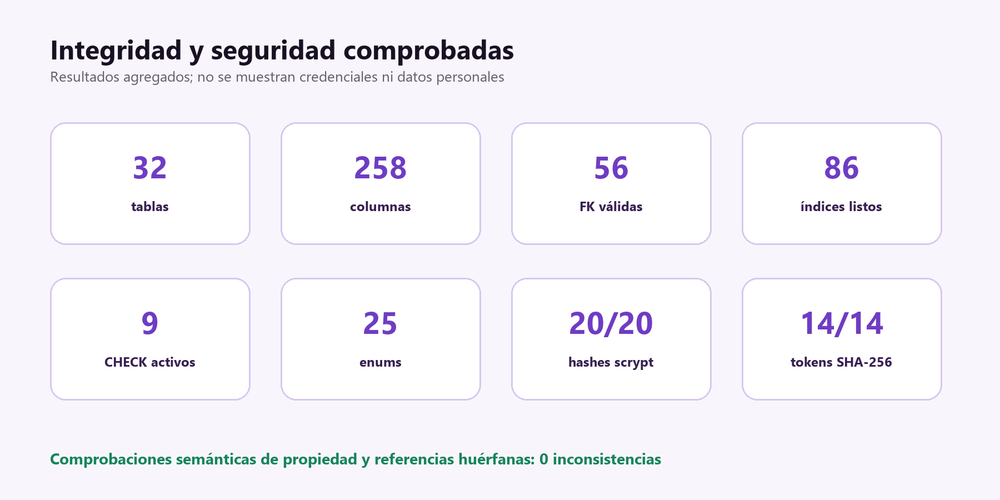 Integridad y seguridad comprobadas
Resultados agregados; no se muestran credenciales ni datos personales
32
tablas
258
columnas
56
FK válidas
86
índices listos
9
CHECK activos
25
enums
20/20
hashes scrypt
14/14
tokens SHA-256
Comprobaciones semánticas de propiedad y referencias huérfanas: 0 inconsistencias